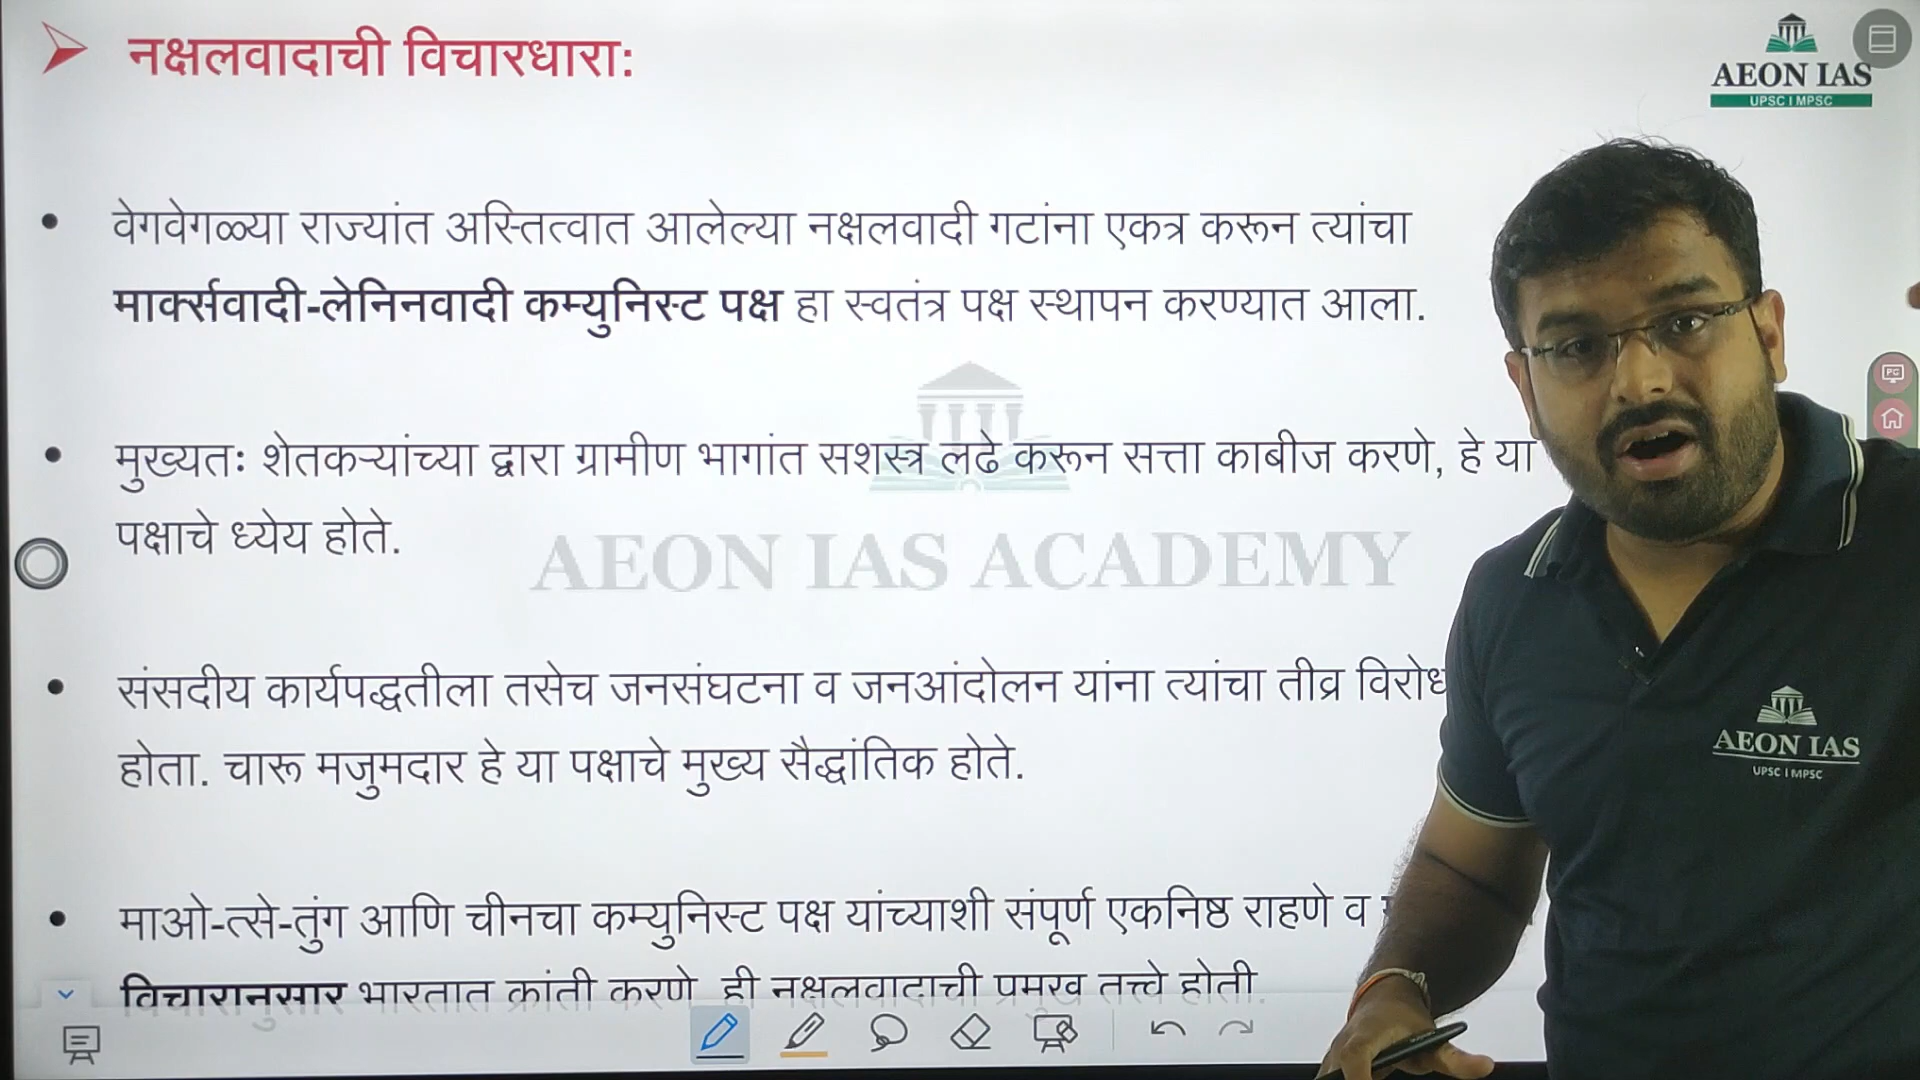 नक्षलवादाची विचारधारा:
AEON IAS
UPSC I MPSC
• वेगवेगळ्या राज्यांत अस्तित्वात आलेल्या नक्षलवादी गटांना एकत्र करून त्यांचा
मार्क्सवादी-लेनिनवादी कम्युनिस्ट पक्ष हा स्वतंत्र पक्ष स्थापन करण्यात आला.
PC
• मुख्यतः शेतकऱ्यांच्या द्वारा ग्रामीण भागांत सशस्त्र लढे करून सत्ता काबीज करणे, हे या
पक्षाचे ध्येय होते.
AEON IAS ACADEMY
• संसदीय कार्यपद्धतीला तसेच जनसंघटना व जनआंदोलन यांना त्यांचा तीव्र विरोध
होता. चारू मजुमदार हे या पक्षाचे मुख्य सैद्धांतिक होते.
AEON IAS
UPSC I MPSC
• माओ-त्से-तुंग आणि चीनचा कम्युनिस्ट पक्ष यांच्याशी संपूर्ण एकनिष्ठ राहणे व
विचारानुसार भारतात क्रांती करणे ही नक्षलवादाची प्रमुख तत्त्वे होती.